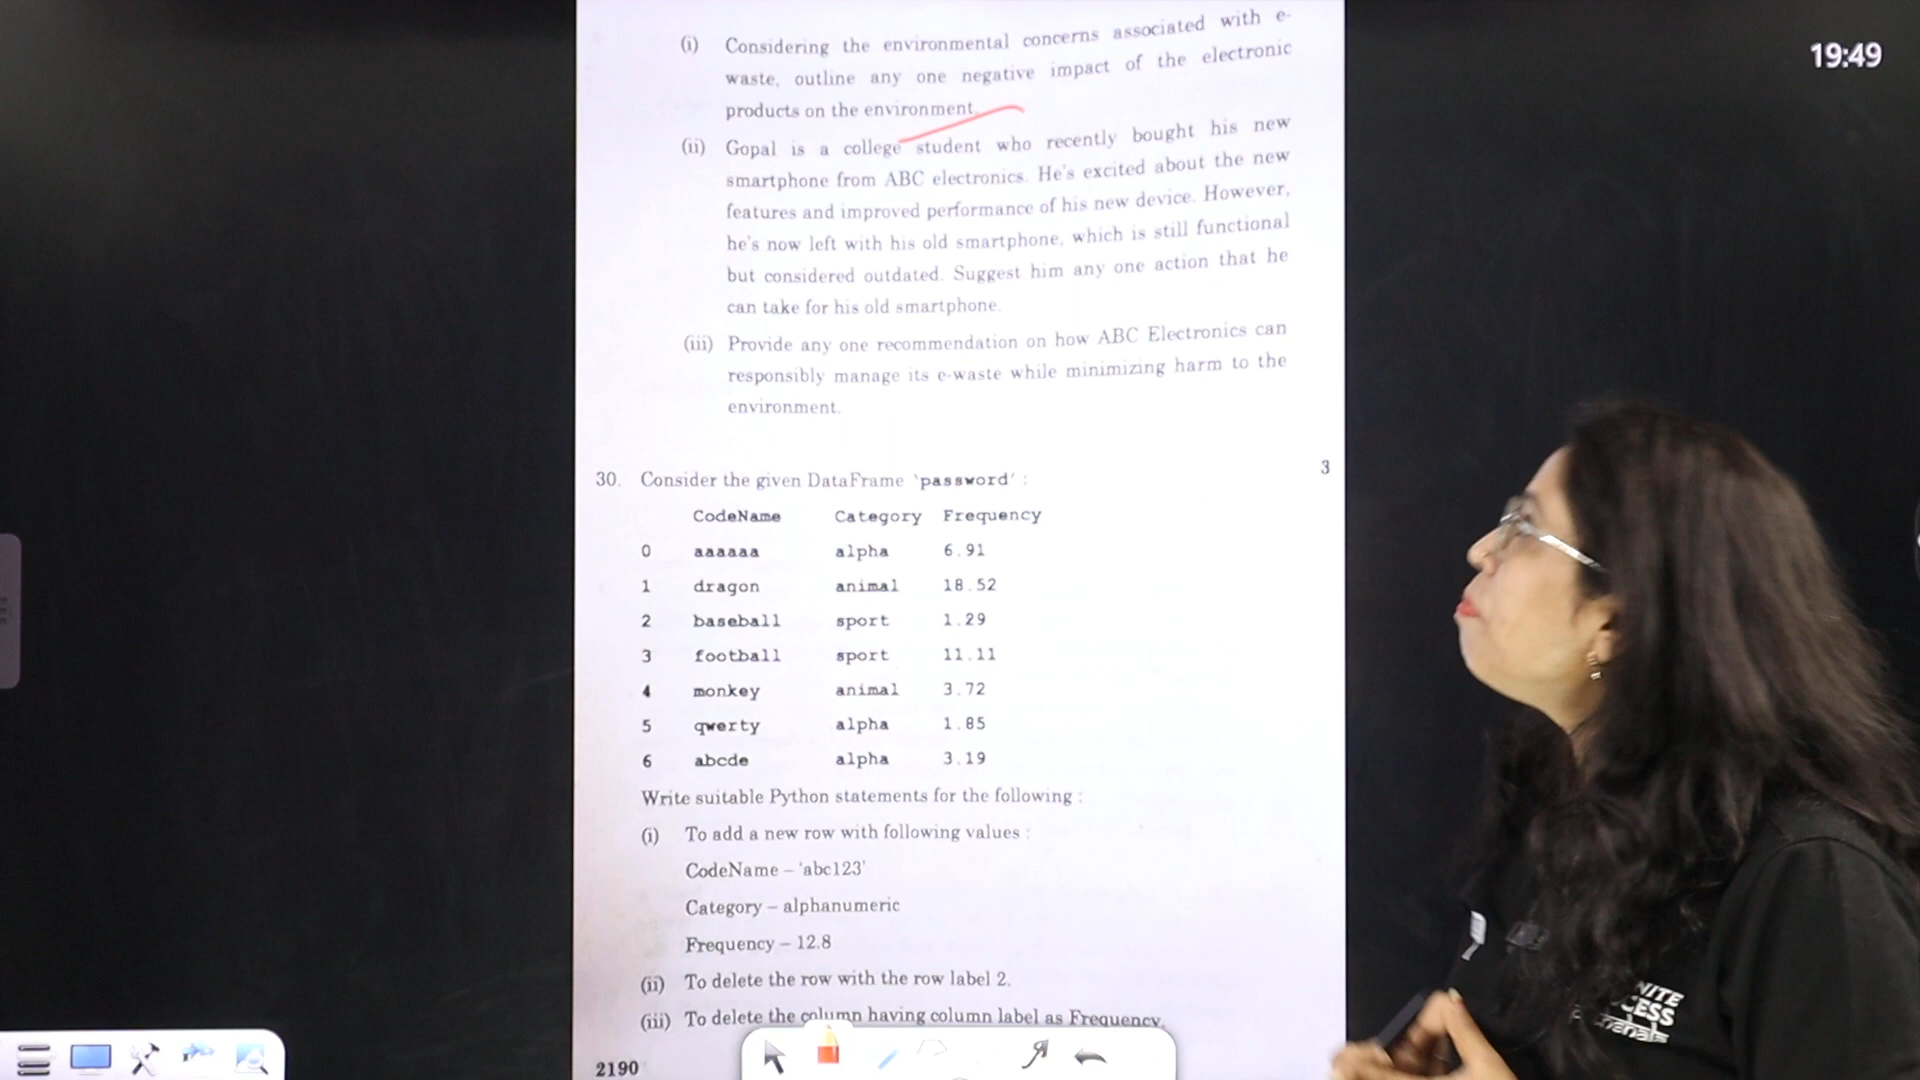 19:49
(i) Considering the environmental concerns associated with e-
waste, outline any one negative impact of the electronic
products on the environment.
(ii) Gopal is a college student who recently bought his new
smartphone from ABC electronics. He's excited about the new
features and improved performance of his new device. However,
he's now left with his old smartphone, which is still functional
but considered outdated. Suggest him any one action that he
can take for his old smartphone.
(iii) Provide any one recommendation on how ABC Electronics can
responsibly manage its e-waste while minimizing harm to the
environment.
30. Consider the given DataFrame 'password' : 3
CodeName Category Frequency
0 aaaaaa alpha 6.91
1 dragon animal 18.52
2 baseball sport 1.29
3 football sport 11.11
4 monkey animal 3.72
5 qwerty alpha 1.85
6 abcde alpha 3.19
Write suitable Python statements for the following :
(i) To add a new row with following values :
CodeName – 'abc123'
Category – alphanumeric
Frequency – 12.8
(ii) To delete the row with the row label 2.
(iii) To delete the column having column label as Frequency.
2190